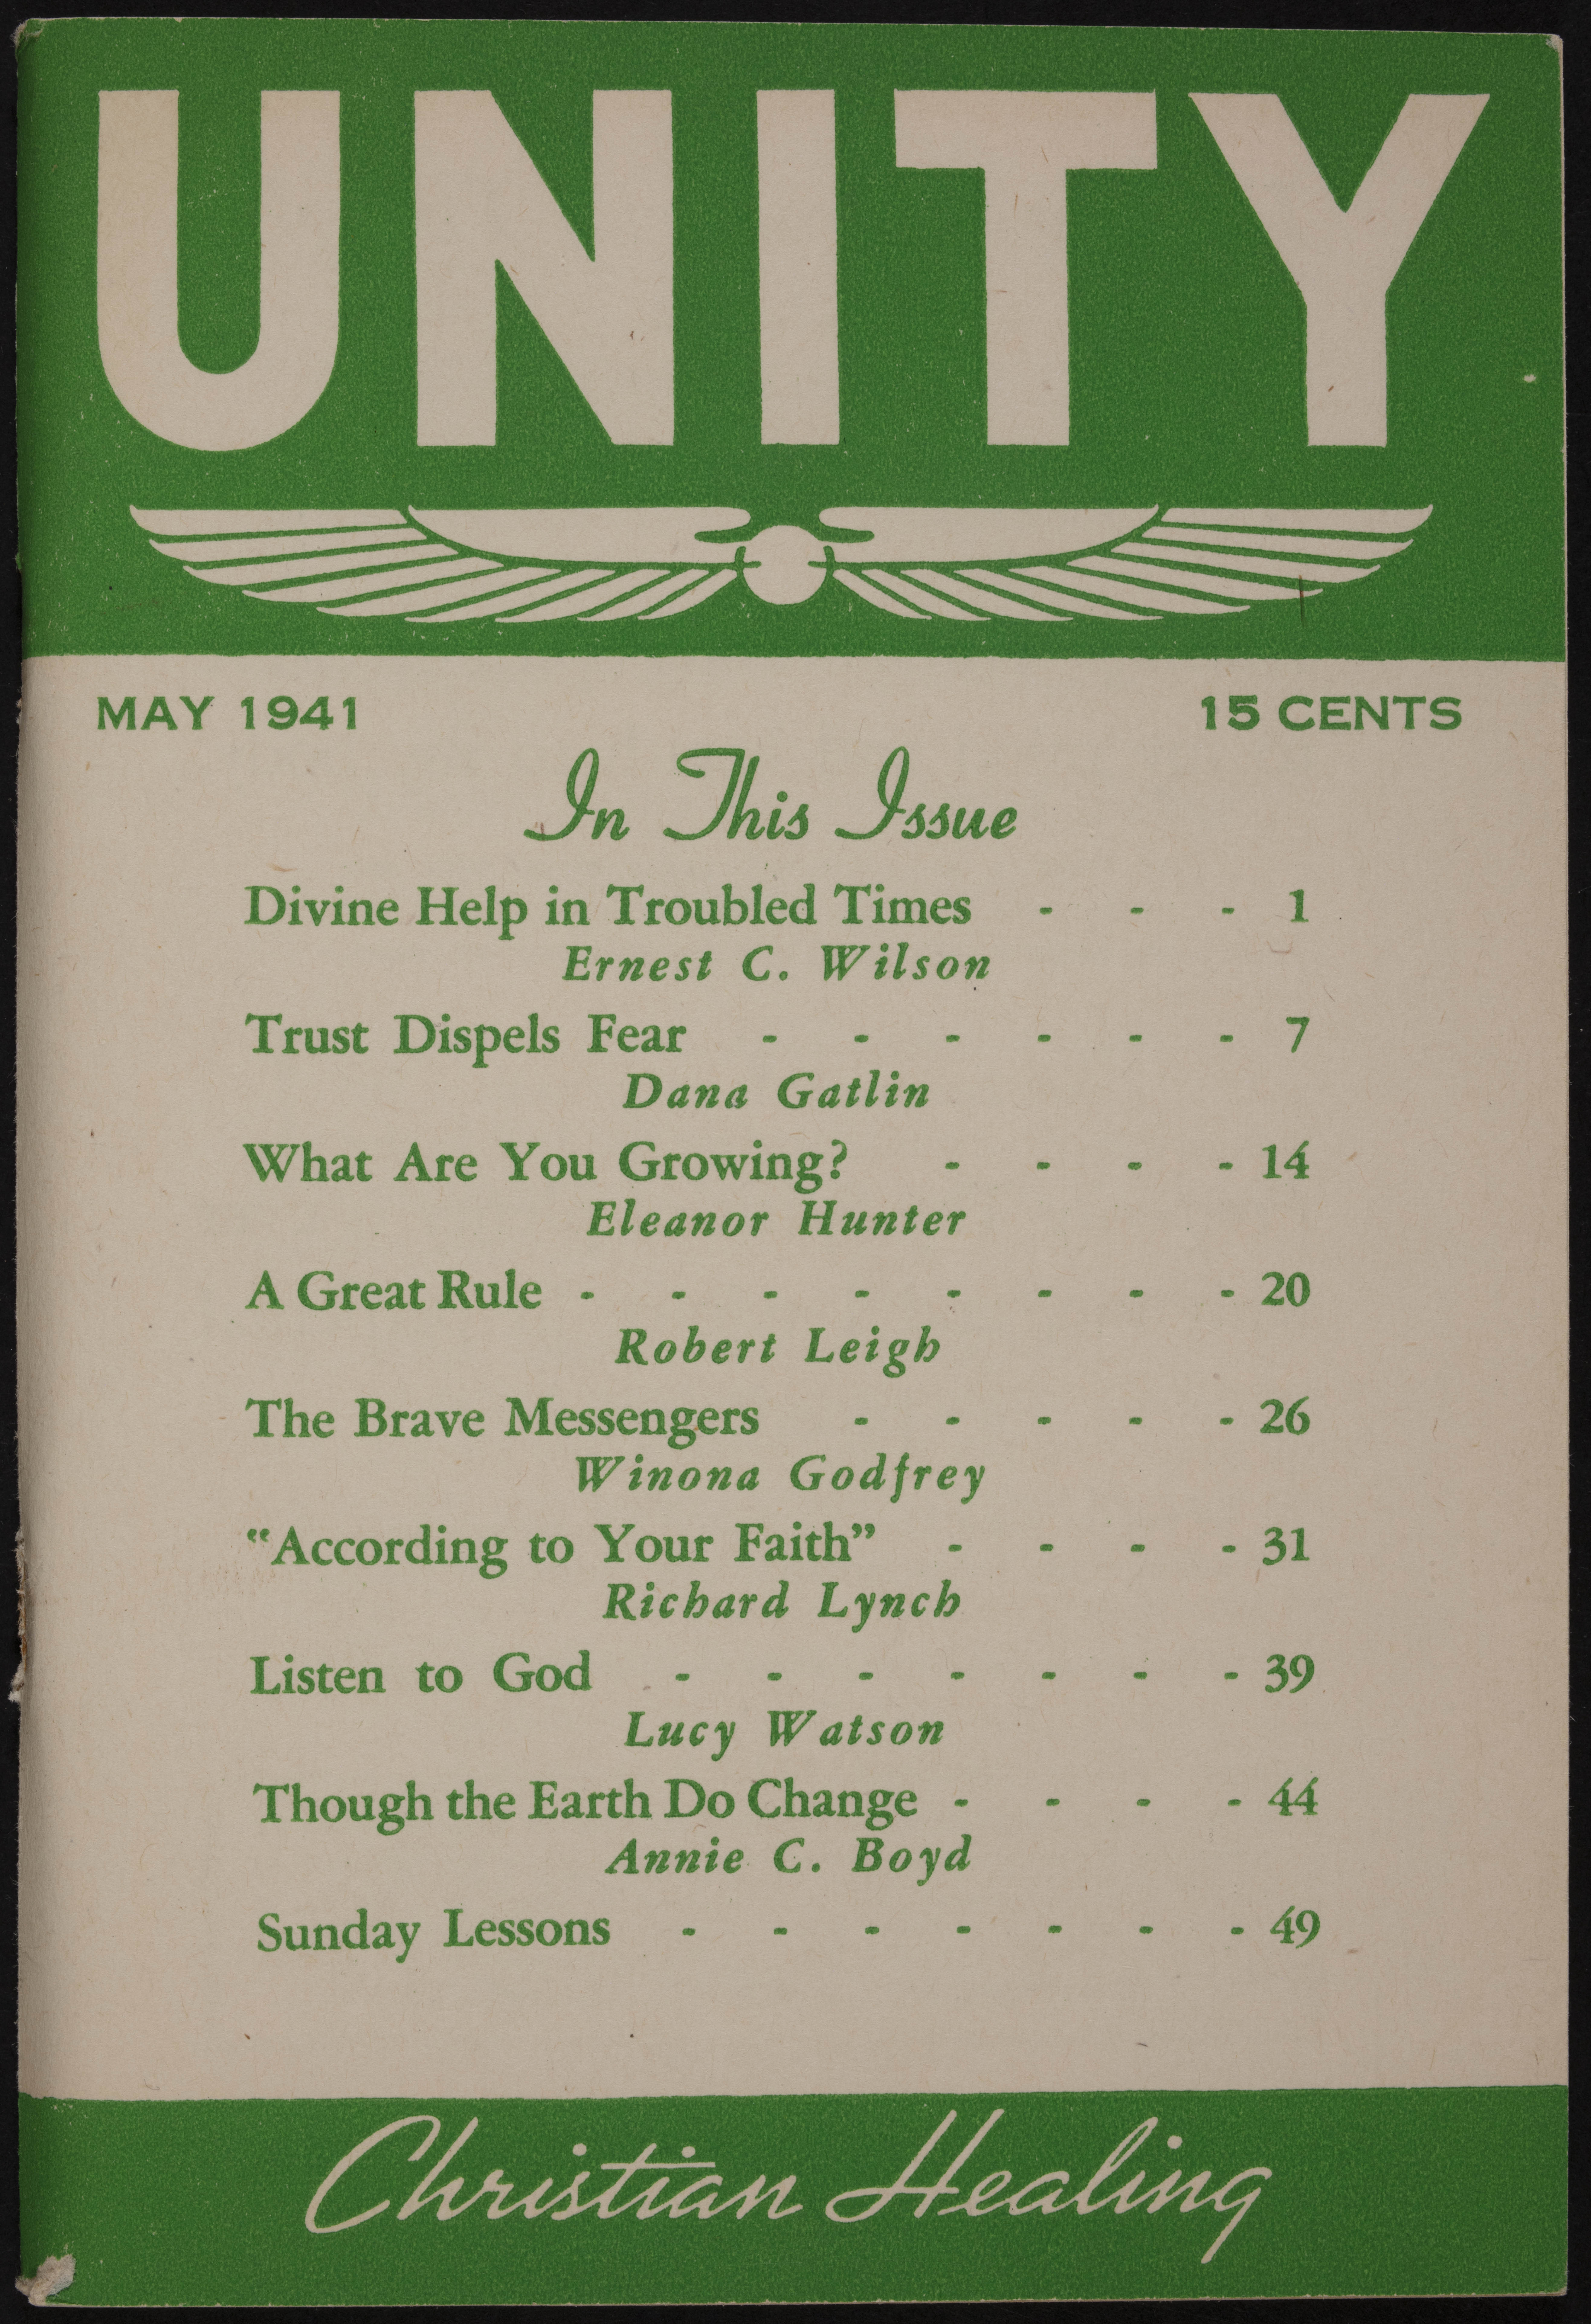 UNITY
MAY 1941 15 CENTS
In This Issue
Divine Help in Troubled Times - - - 1
Ernest C. Wilson
Trust Dispels Fear - - - - - - 7
Dana Gatlin
What Are You Growing? - - - - 14
Eleanor Hunter
A Great Rule - - - - - - - - 20
Robert Leigh
The Brave Messengers - - - - - 26
Winona Godfrey
"According to Your Faith" - - - - 31
Richard Lynch
Listen to God - - - - - - - 39
Lucy Watson
Though the Earth Do Change - - - - 44
Annie C. Boyd
Sunday Lessons - - - - - - - 49
Christian Healing